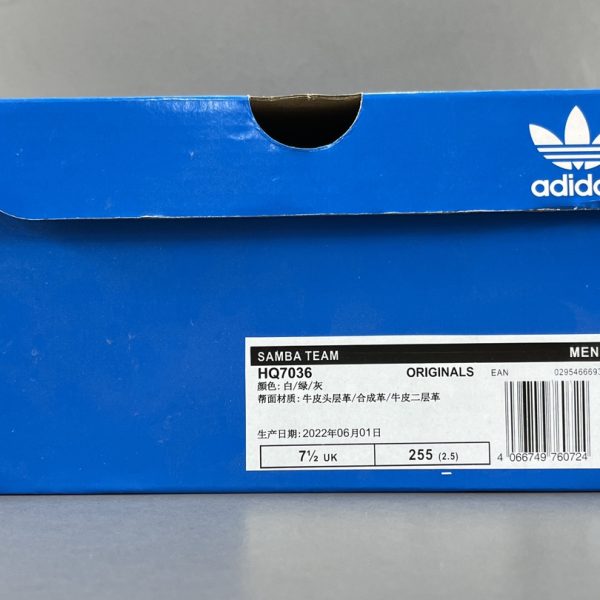 adidas
SAMBA TEAM MEN
HQ7036 ORIGINALS EAN 0295466693
颜色: 白/绿/灰
帮面材质: 牛皮头层革/合成革/牛皮二层革
生产日期: 2022年06月01日
7½ UK 255 (2.5)
4 066749 760724